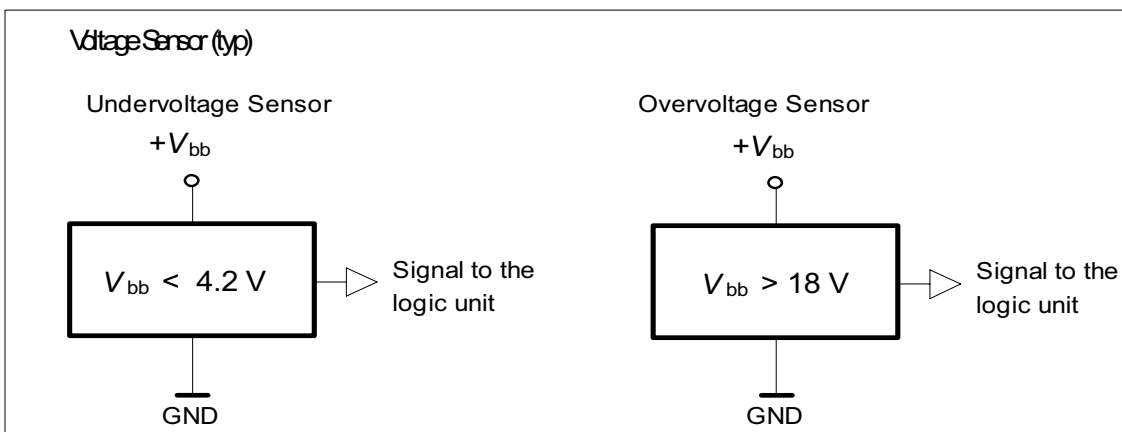 Voltage Sensor (typ)
Undervoltage Sensor
+Vbb
Vbb < 4.2 V
Signal to the
logic unit
GND
Overvoltage Sensor
+Vbb
Vbb > 18 V
Signal to the
logic unit
GND